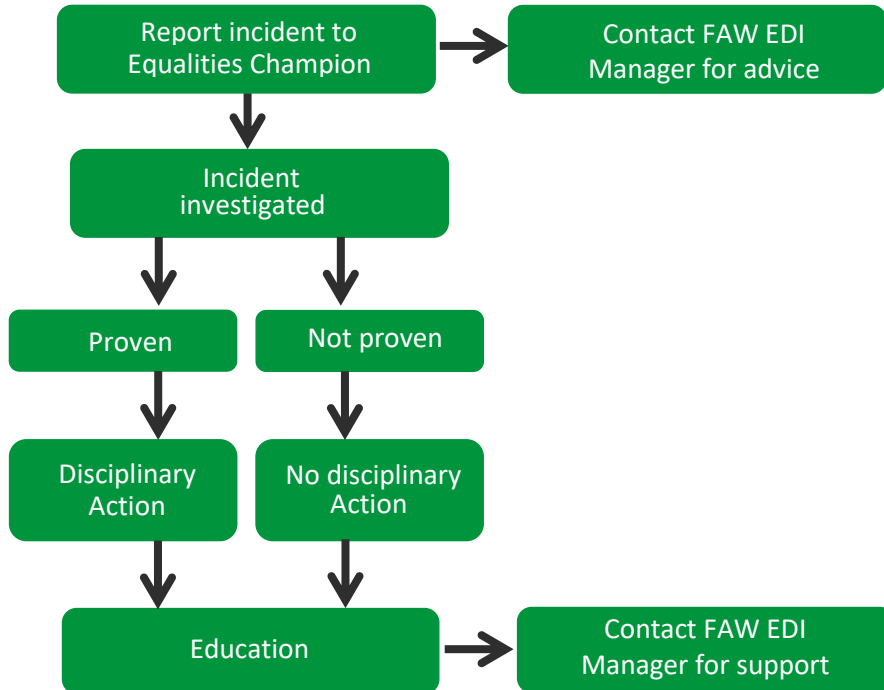 Report incident to
Equalities Champion
Contact FAW EDI
Manager for advice
Incident
investigated
Proven
Not proven
Disciplinary
Action
No disciplinary
Action
Education
Contact FAW EDI
Manager for support